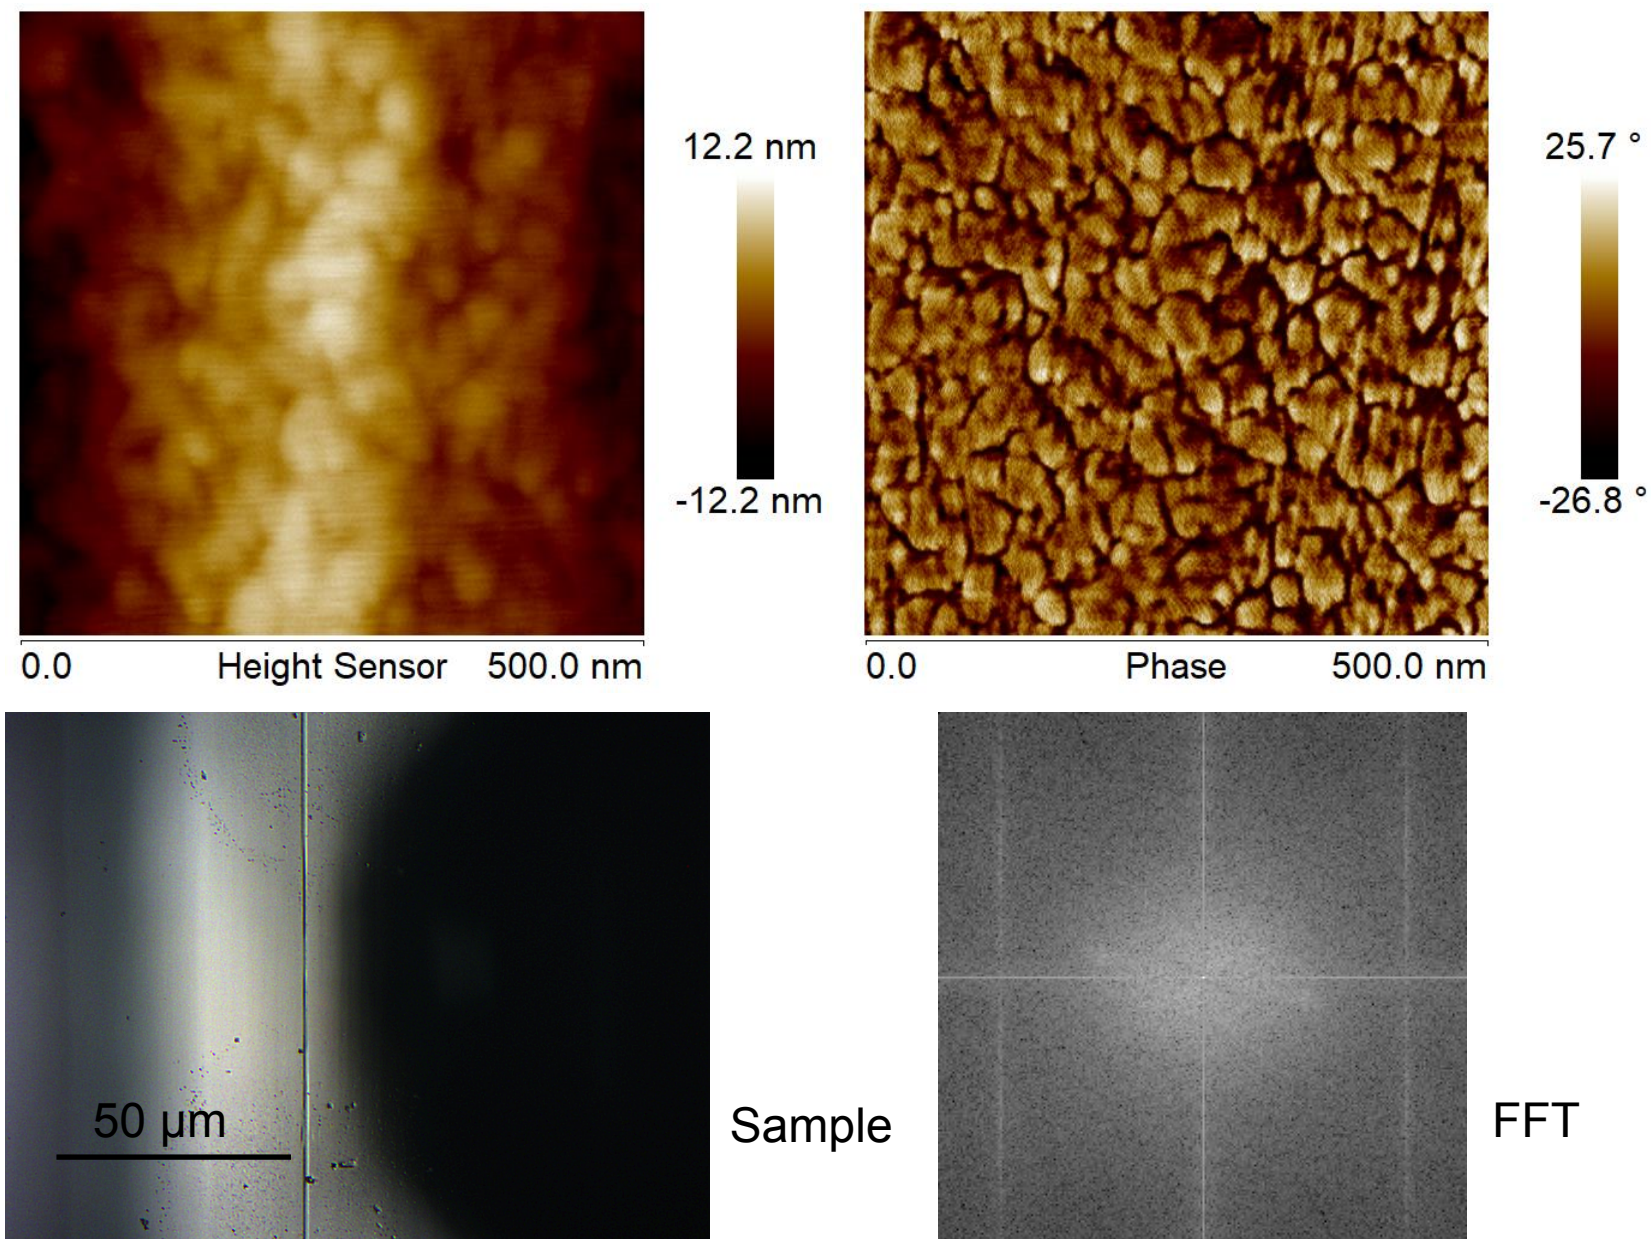 12.2 nm
-12.2 nm
0.0 Height Sensor 500.0 nm
25.7 °
-26.8 °
0.0 Phase 500.0 nm
50 µm
Sample
FFT